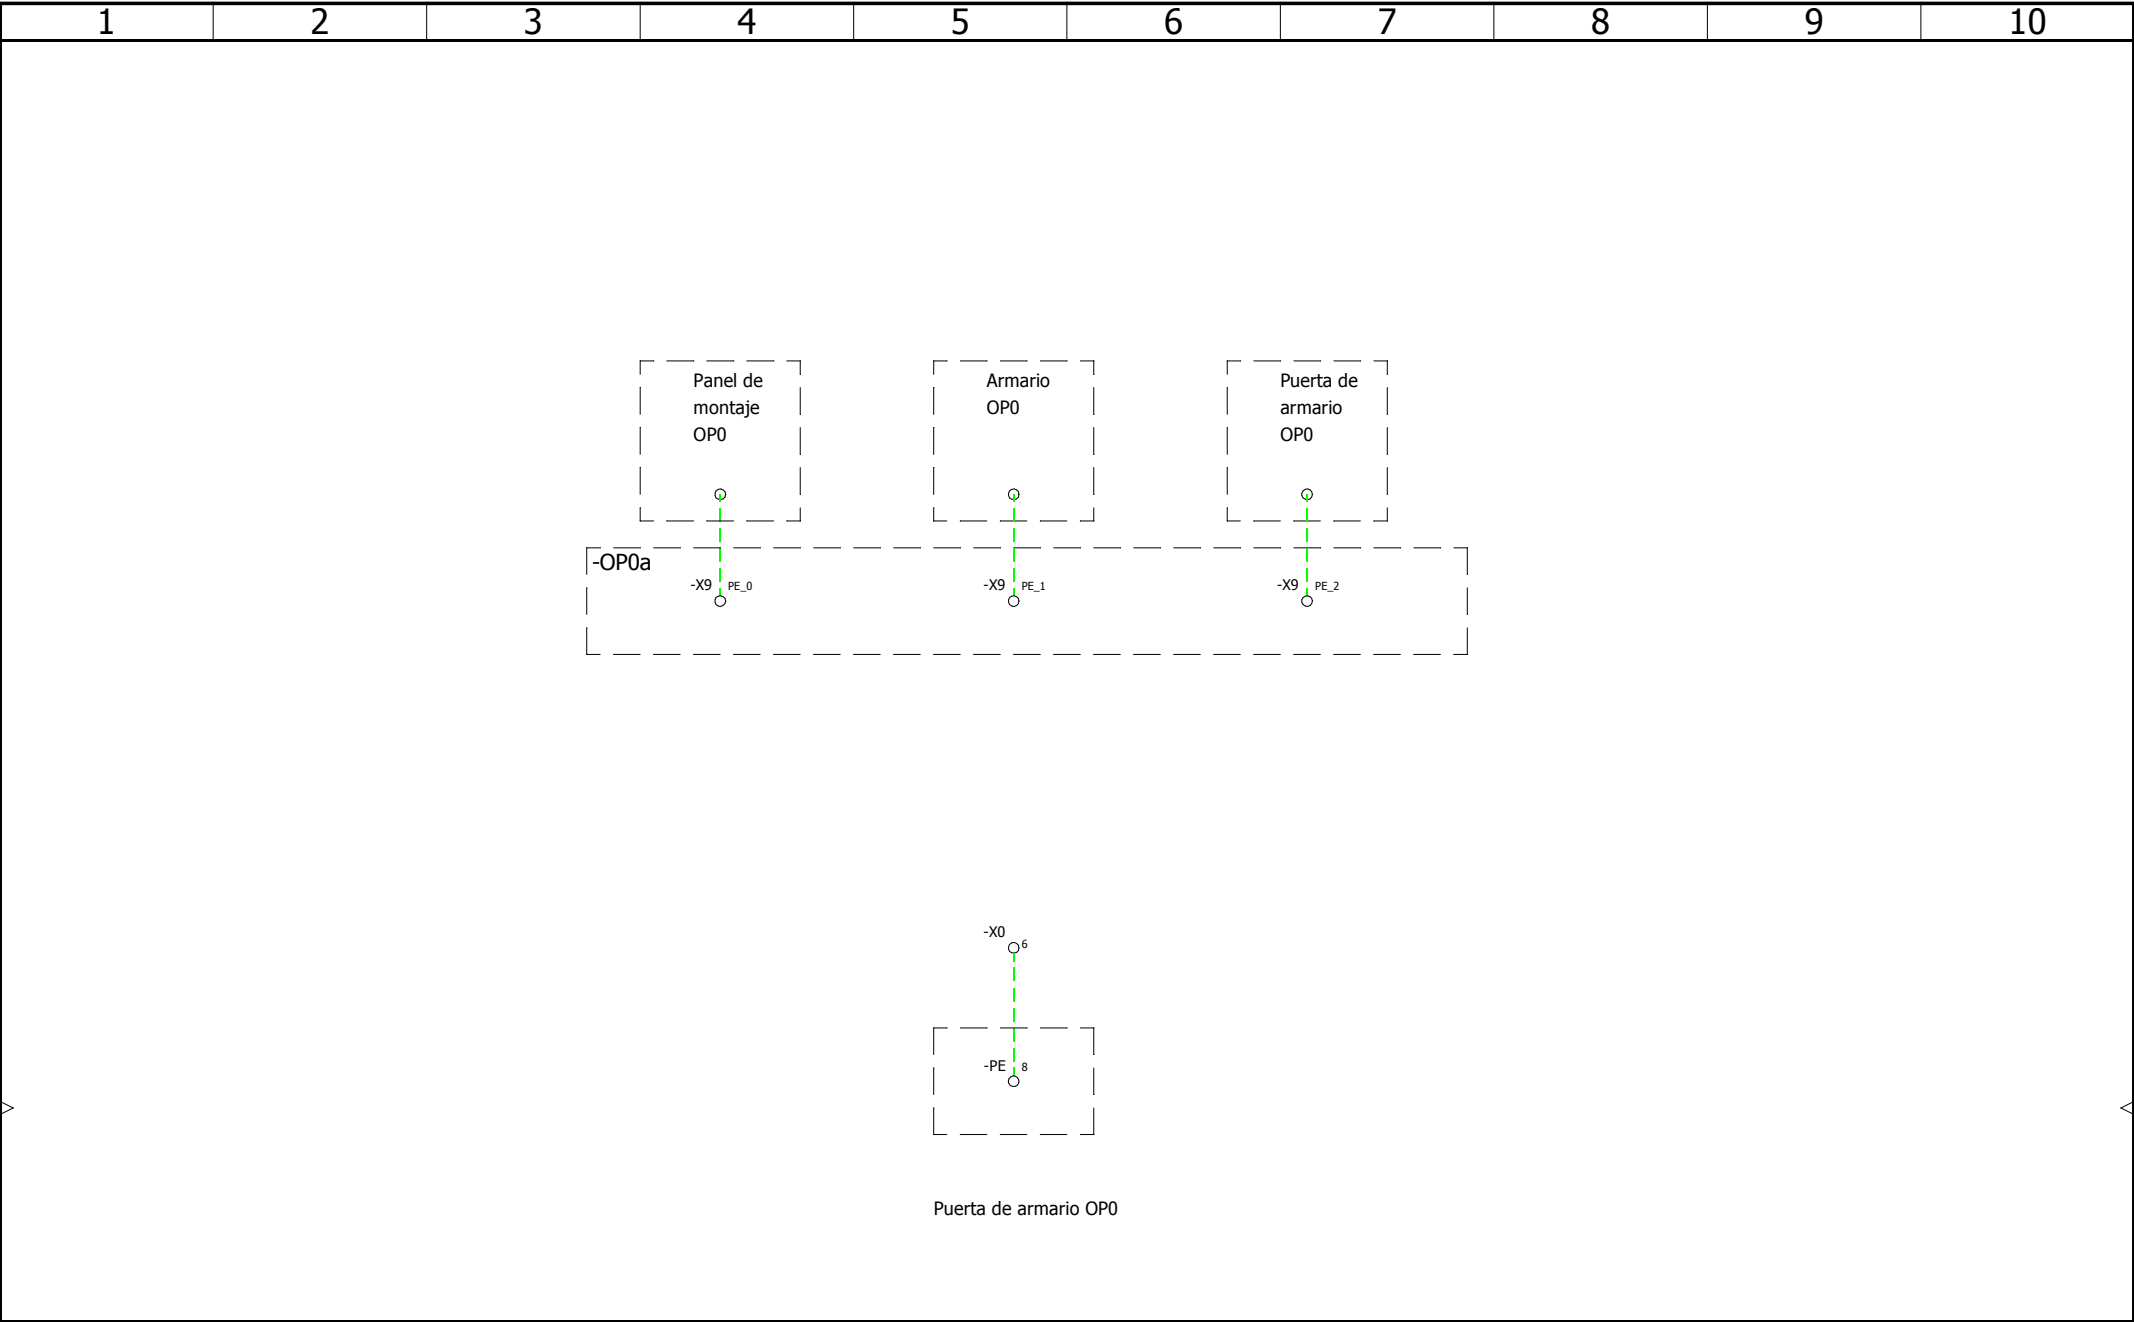 1 2 3 4 5 6 7 8 9 10
Panel de
montaje
OP0
Armario
OP0
Puerta de
armario
OP0
-OP0a
-X9 PE_0
-X9 PE_1
-X9 PE_2
-X0
6
-PE 8
Puerta de armario OP0